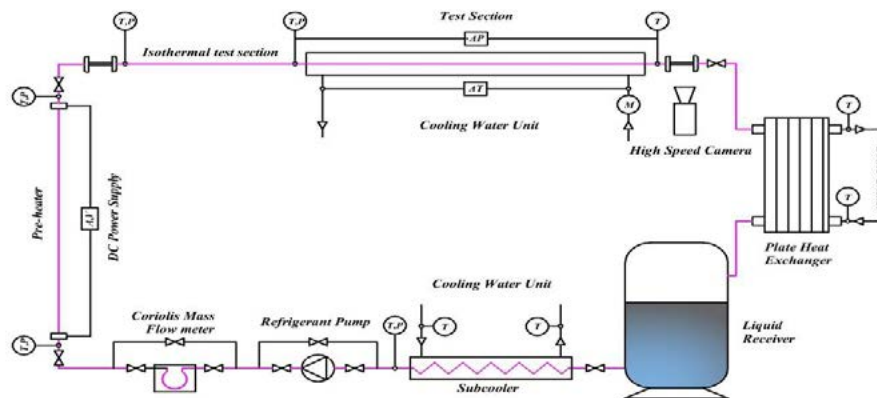 T,P
T,P
Test Section
T
Isothermal test section
ΔP
T,P
ΔT
M
Cooling Water Unit
High Speed Camera
T
Pre-heater
A,V
DC Power Supply
T
Plate Heat
Exchanger
Cooling Water Unit
Coriolis Mass
Flow meter
Refrigerant Pump
T,P
T
T
T,P
Liquid
Receiver
Subcooler